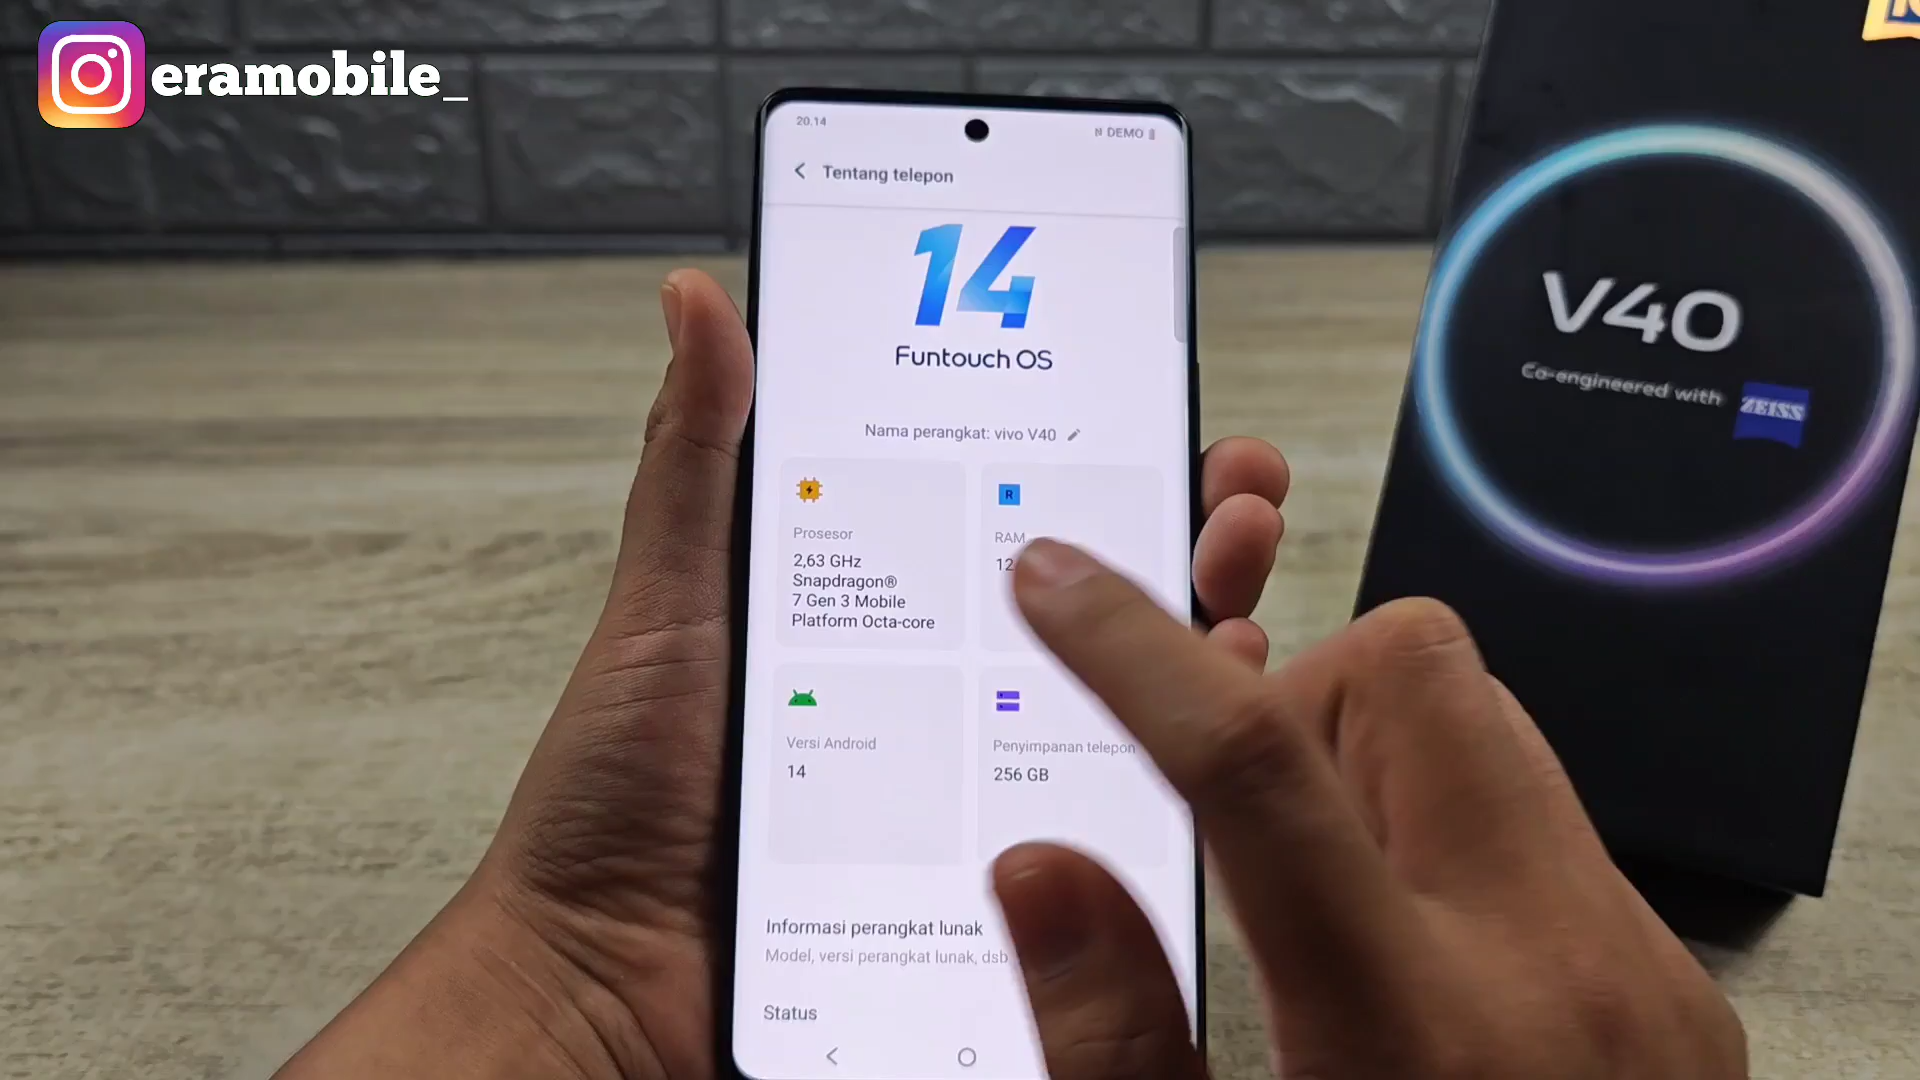 eramobile_
20.14
N DEMO
Tentang telepon
14
Funtouch OS
Nama perangkat: vivo V40
Prosesor
2,63 GHz
Snapdragon®
7 Gen 3 Mobile
Platform Octa-core
RAM
12
Versi Android
14
Penyimpanan telepon
256 GB
Informasi perangkat lunak
Model, versi perangkat lunak, dsb
Status
V40
Co-engineered with
ZEISS